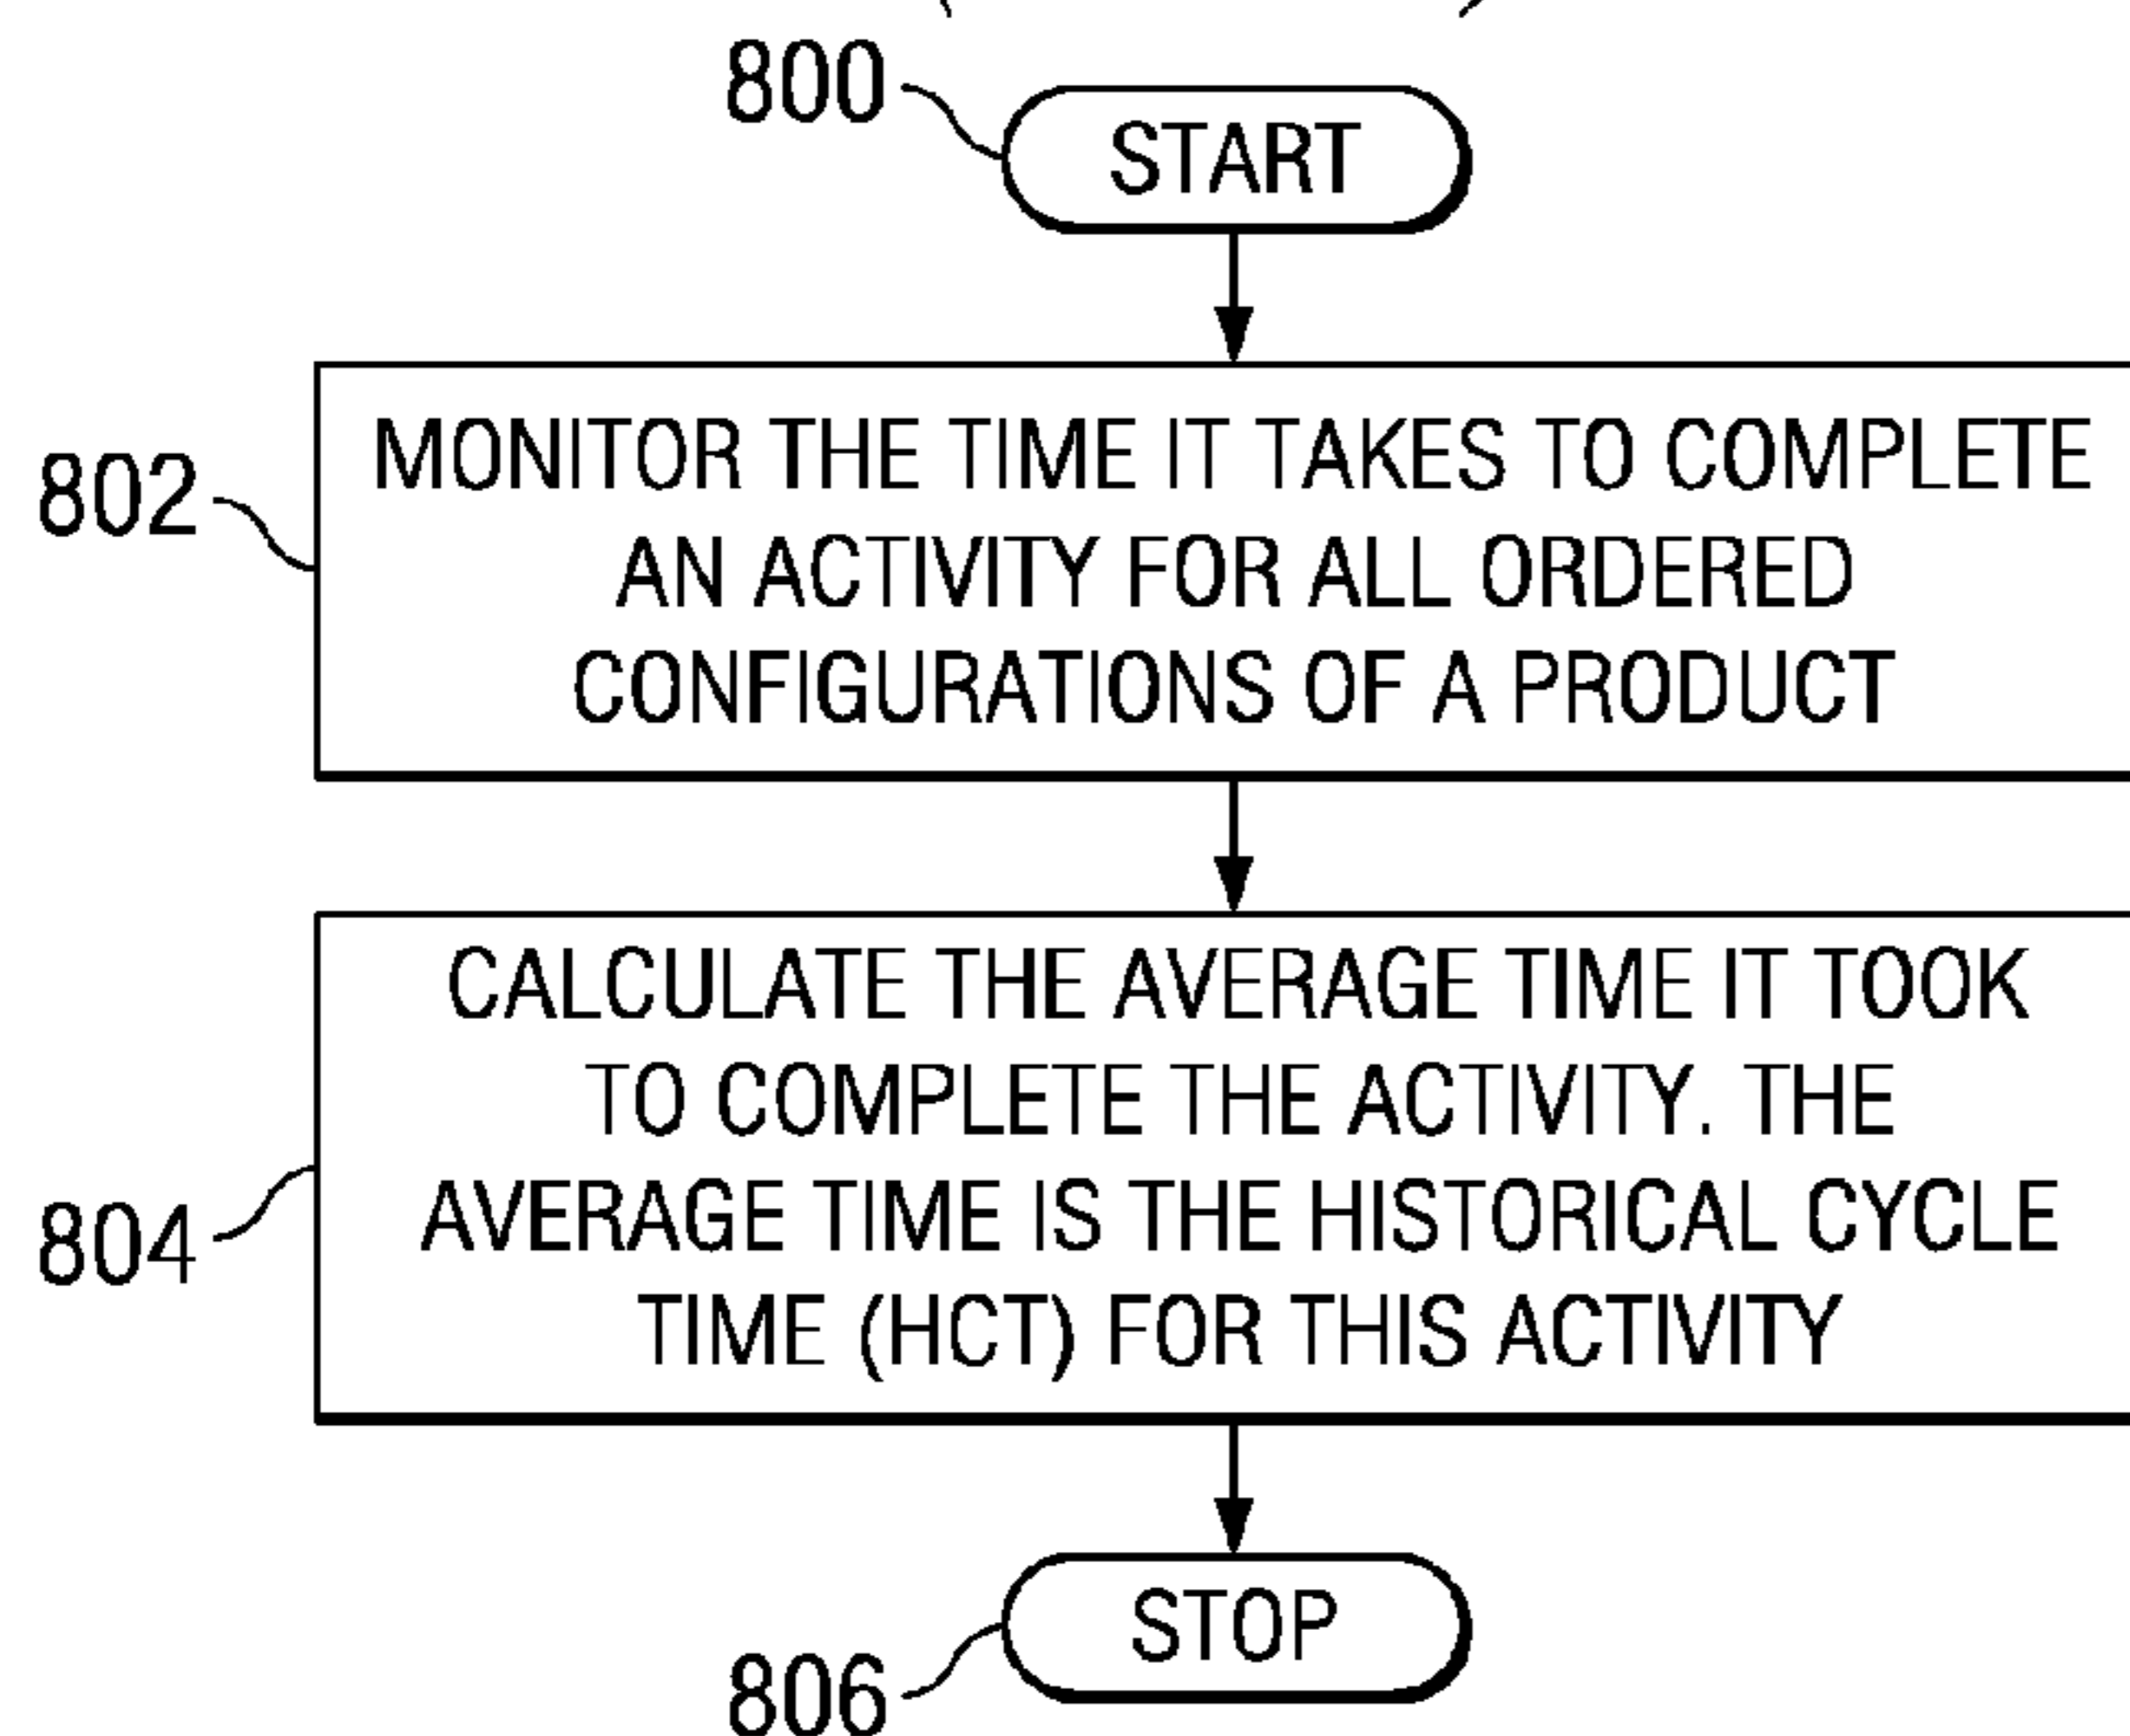 800
START
802
MONITOR THE TIME IT TAKES TO COMPLETE
AN ACTIVITY FOR ALL ORDERED
CONFIGURATIONS OF A PRODUCT
804
CALCULATE THE AVERAGE TIME IT TOOK
TO COMPLETE THE ACTIVITY. THE
AVERAGE TIME IS THE HISTORICAL CYCLE
TIME (HCT) FOR THIS ACTIVITY
806
STOP